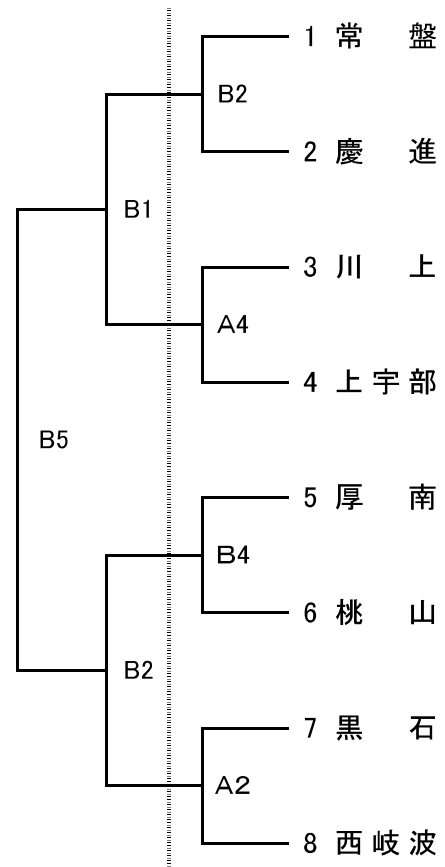 1 常 盤
B2
2 慶 進
B1
3 川 上
A4
4 上宇部
B5
5 厚 南
B4
6 桃 山
B2
7 黒 石
A2
8 西岐波